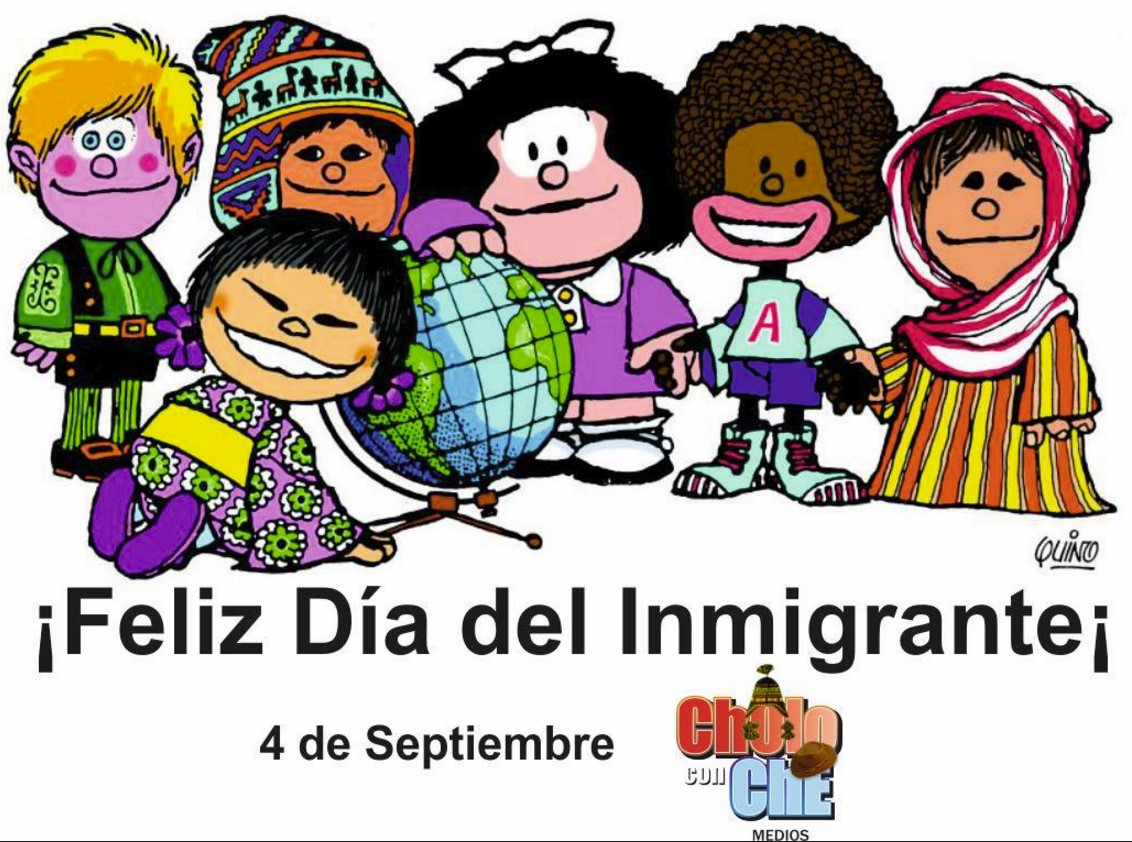 A
QUINO
¡Feliz Día del Inmigrante¡
4 de Septiembre
Cholo
con
ChE
MEDIOS